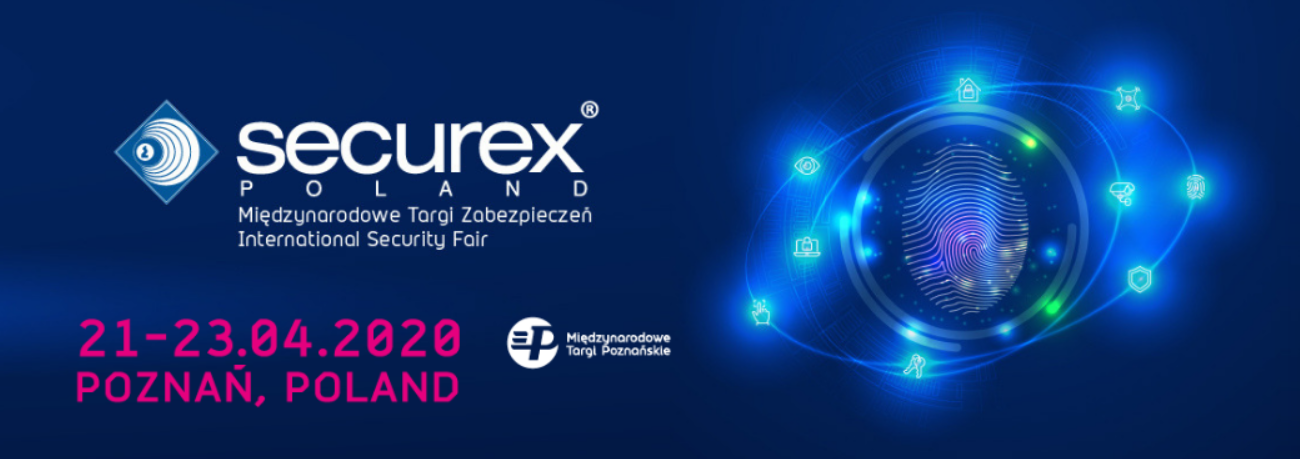 securex®
POLAND
Międzynarodowe Targi Zabezpieczeń
International Security Fair
21-23.04.2020
POZNAŃ, POLAND
Międzynarodowe
Targi Poznańskie